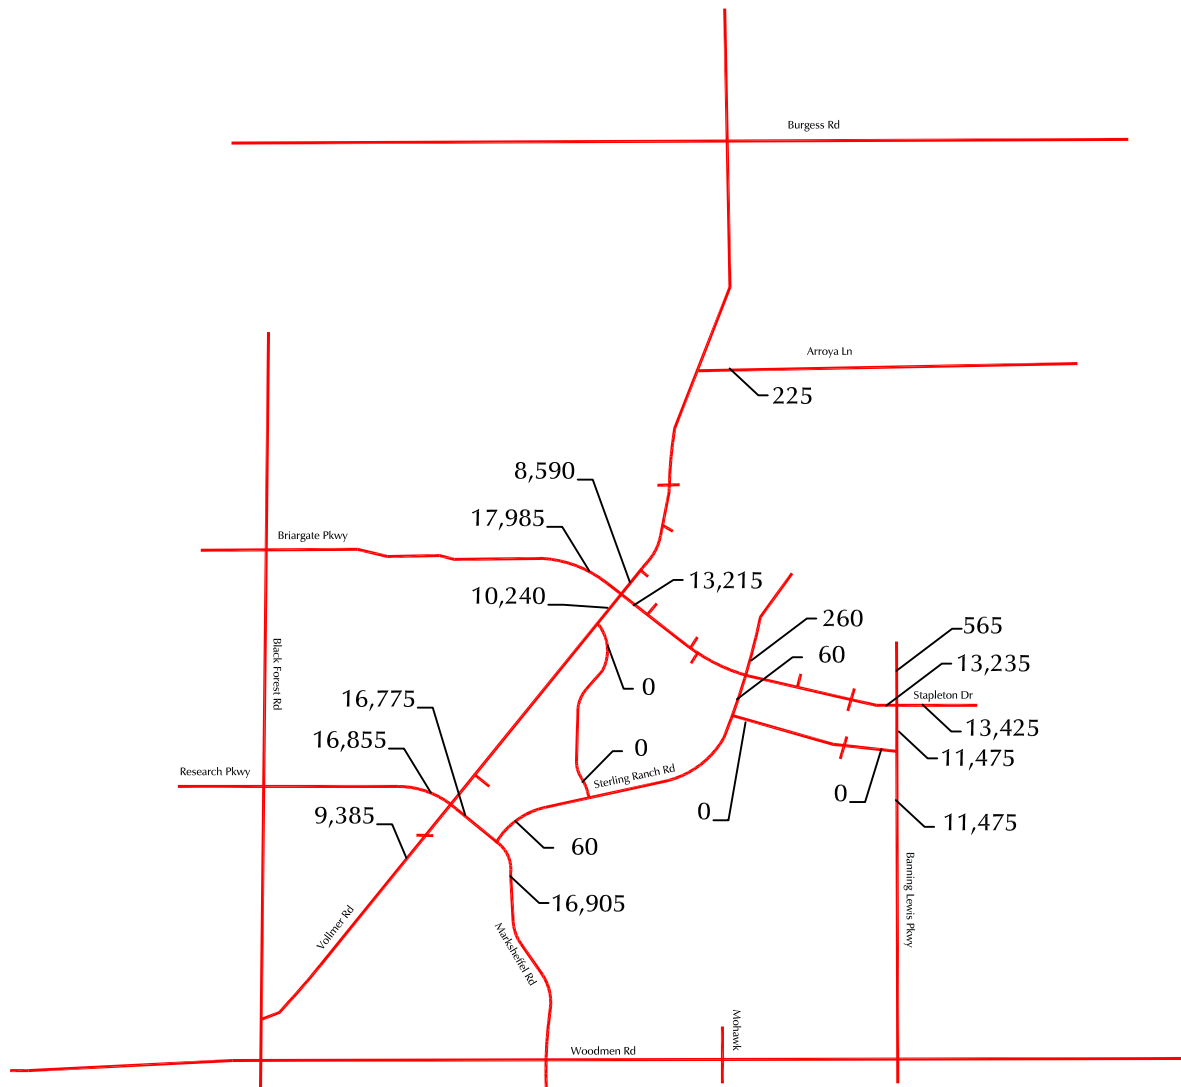 Burgess Rd
Arroya Ln
225
8,590
17,985
Briargate Pkwy
13,215
10,240
260
565
60
13,235
Black Forest Rd
0
Stapleton Dr
16,775
13,425
16,855
0
11,475
Research Pkwy
Sterling Ranch Rd
0
0
9,385
11,475
60
Banning Lewis Pkwy
16,905
Vollmer Rd
Marksheffel Rd
Mohawk
Woodmen Rd